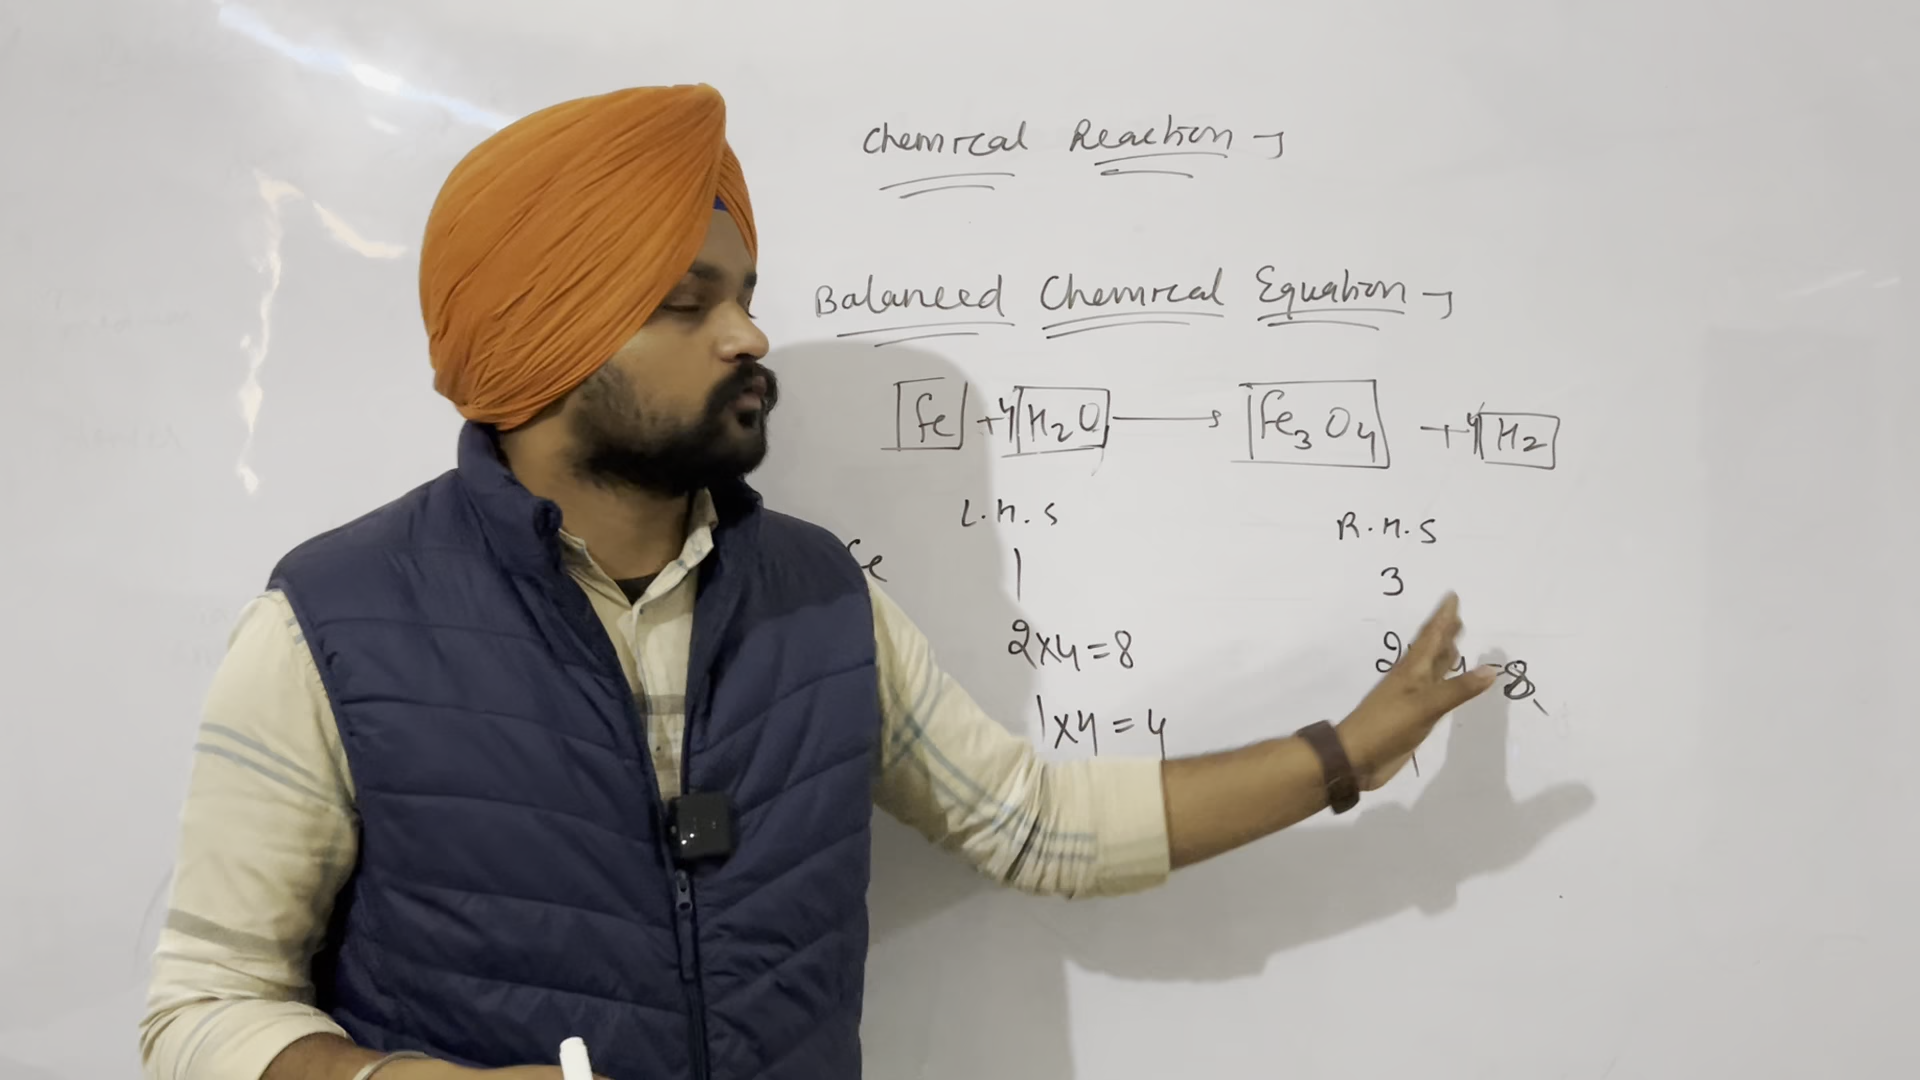 Chemical Reaction →
Balanced Chemical Equation →
Fe + 4 H2O → Fe3O4 + 4 H2
L.H.S R.H.S
Fe 1 3
2x4=8 2x4=8
1x4=4